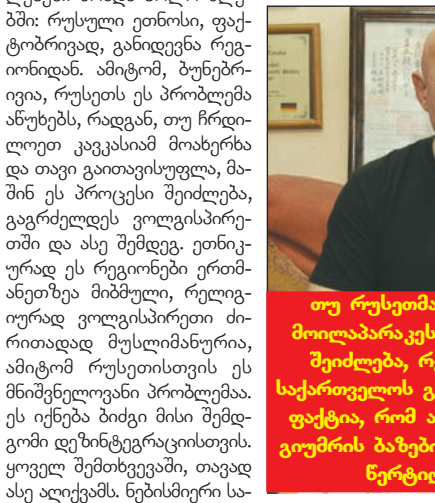 ბში: რუსული ეთნოსი, ფაქ-
ტობრივად, განიდევნა რეგ-
იონიდან. ამიტომ, ბუნებრ-
ივია, რუსეთს ეს პრობლემა
აწუხებს, რადგან, თუ ჩრდი-
ლოეთ კავკასიამ მოახერხა
და თავი გაითავისუფლა, მა-
შინ ეს პროცესი შეიძლება,
გაგრძელდეს ვოლგისპირე-
თში და ასე შემდეგ. ეთნიკ-
ურად ეს რეგიონები ერთმ-
ანეთზეა მიბმული, რელიგ-
იურად ვოლგისპირეთი ძი-
რითადად მუსლიმანურია,
ამიტომ რუსეთისთვის ეს
მნიშვნელოვანი პრობლემაა.
ეს იქნება ბიძგი მისი შემდ-
გომი დეზინტეგრაციისთვის.
ყოველ შემთხვევაში, თავად
ასე აღიქვამს. ნებისმიერი სა-
თუ რუსეთმა
მოილაპარაკეს
შეიძლება, რ
საქართველოს გ
ფაქტია, რომ ა
გიუმრის ბაზები
წერტიდ